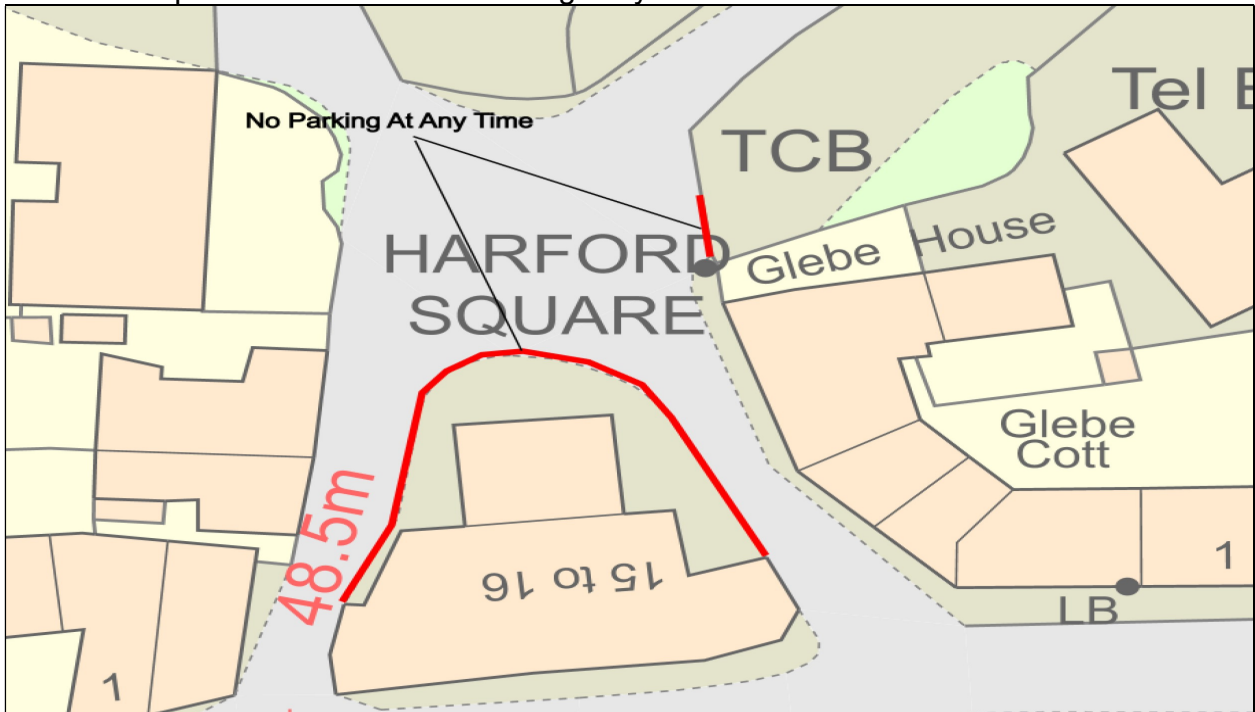 No Parking At Any Time
TCB
Tel
HARFORD
SQUARE
Glebe House
Glebe
Cott
48.5m
15 to 16
1
LB
1